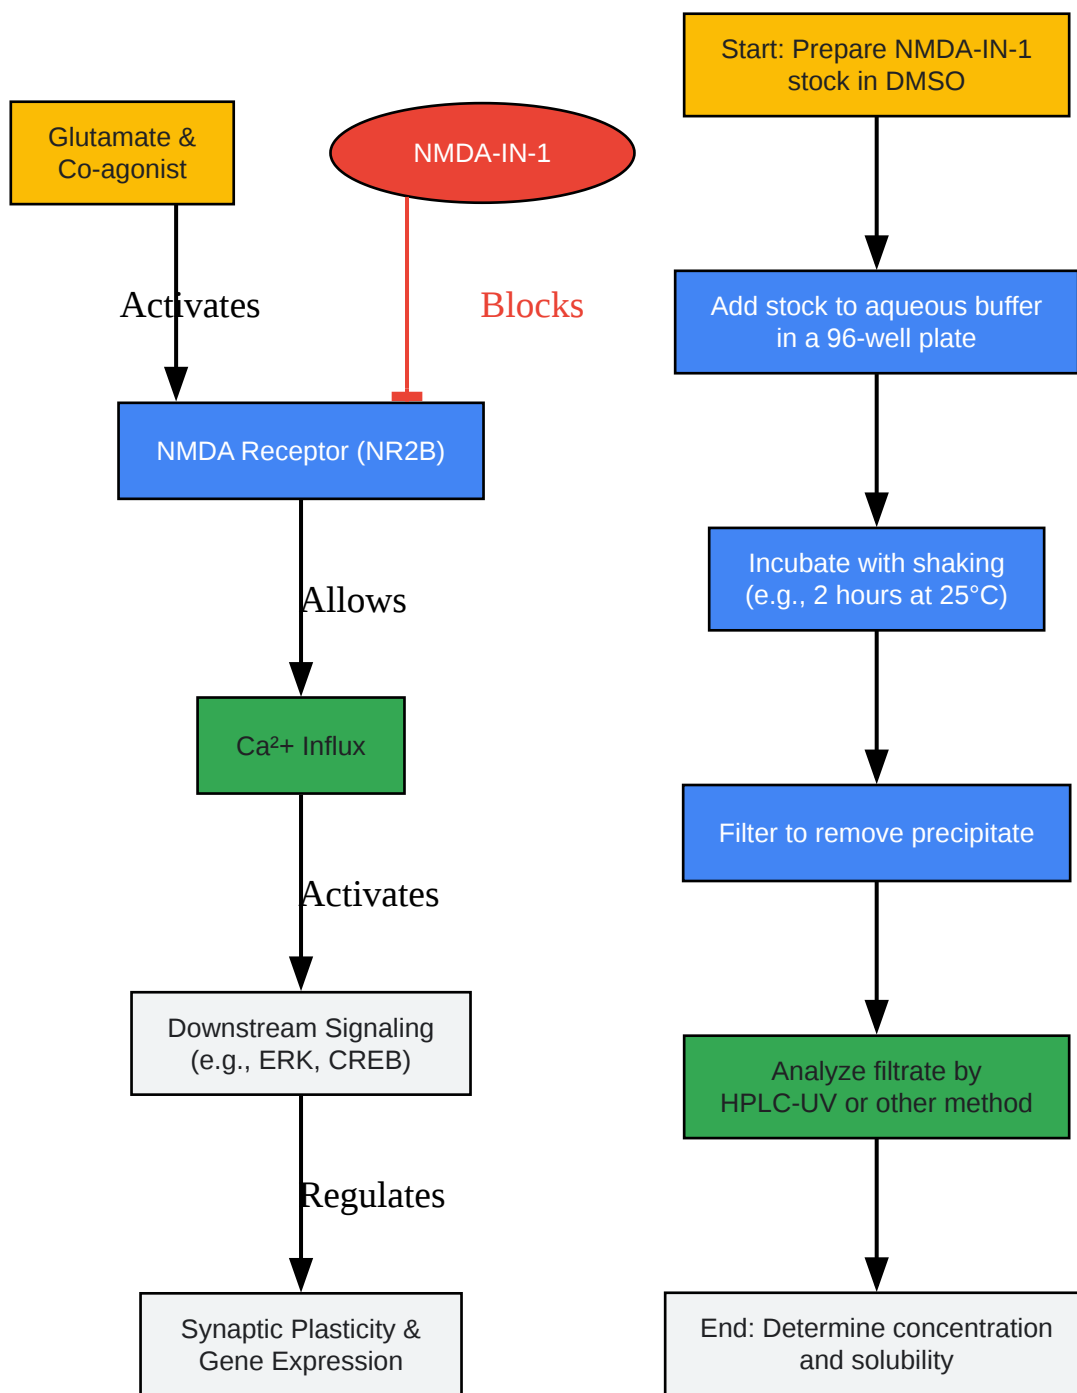 Glutamate &
Co-agonist
NMDA-IN-1
Activates
Blocks
NMDA Receptor (NR2B)
Allows
Ca²+ Influx
Activates
Downstream Signaling
(e.g., ERK, CREB)
Regulates
Synaptic Plasticity &
Gene Expression
Start: Prepare NMDA-IN-1
stock in DMSO
Add stock to aqueous buffer
in a 96-well plate
Incubate with shaking
(e.g., 2 hours at 25°C)
Filter to remove precipitate
Analyze filtrate by
HPLC-UV or other method
End: Determine concentration
and solubility